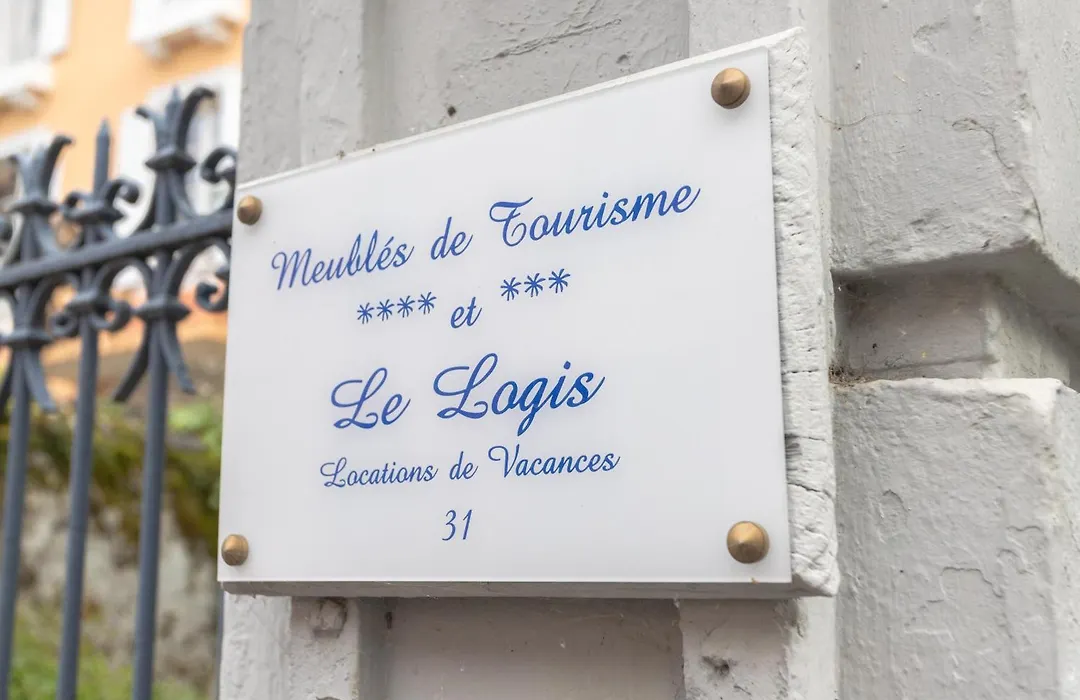 Meublés de Tourisme
**** et ***
Le Logis
Locations de Vacances
31